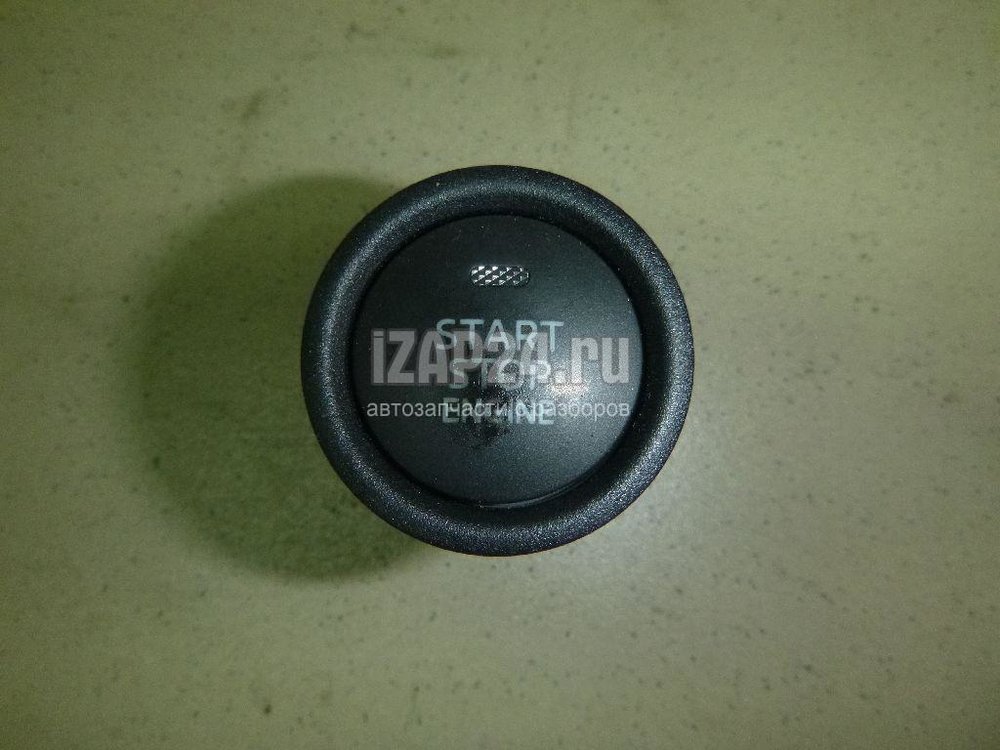 START
iZAP24.ru
STOP
автозапчасти с разборов
ENGINE